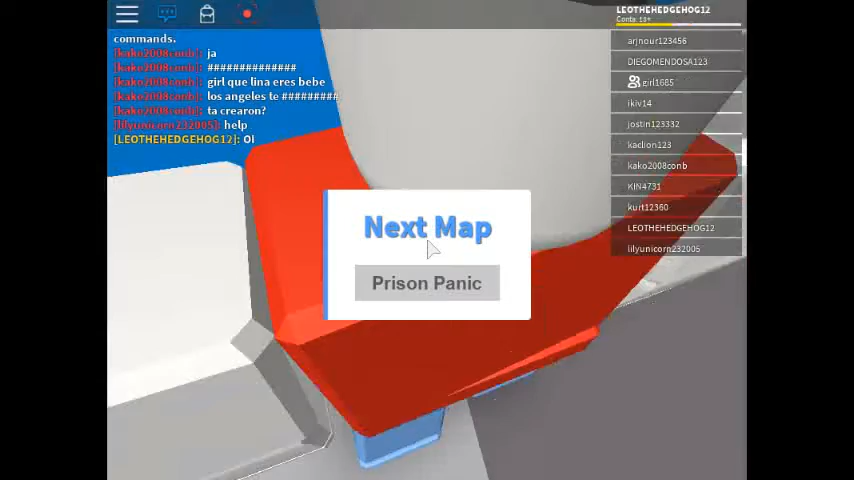 LEOTHEHEDGEHOG12
Conta: 13+
commands.
[kako2008conb]: ja
[kako2008conb]: ##############
[kako2008conb]: girl que lina eres bebe
[kako2008conb]: los angeles te #########
[kako2008conb]: ta crearon?
[lilyunicorn232005]: help
[LEOTHEHEDGEHOG12]: Oi
arjnour123456
DIEGOMENDOSA123
girl1685
ikiv14
jostin123332
kaclion123
kako2008conb
KIN4731
kurt12360
LEOTHEHEDGEHOG12
lilyunicorn232005
Next Map
Prison Panic